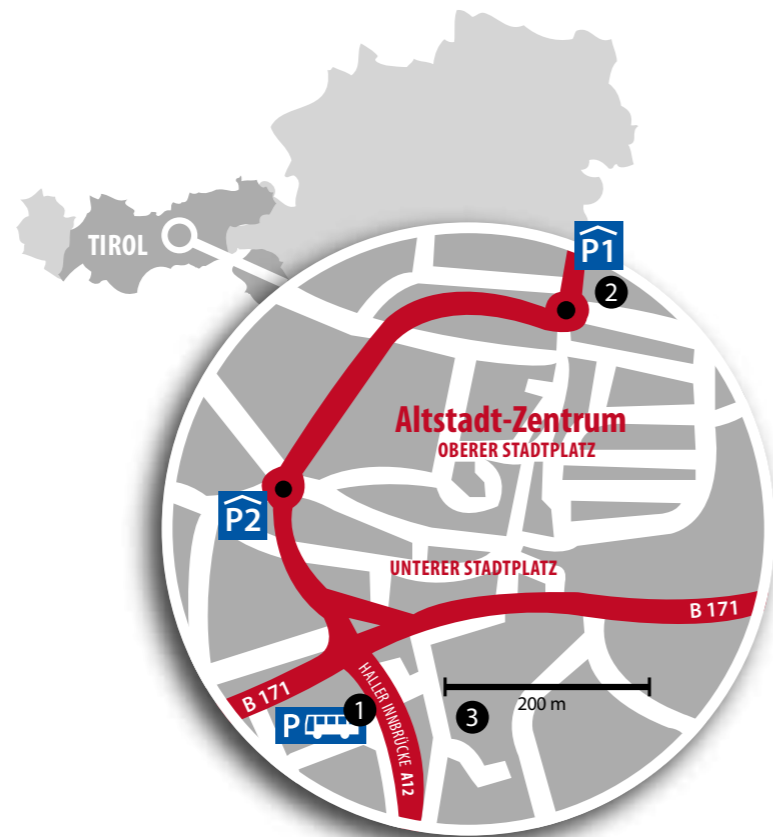 TIROL
P1
2
Altstadt-Zentrum
OBERER STADTPLATZ
P2
UNTERER STADTPLATZ
B 171
B 171
HALLER INNBRÜCKE A12
1
P
3
200 m